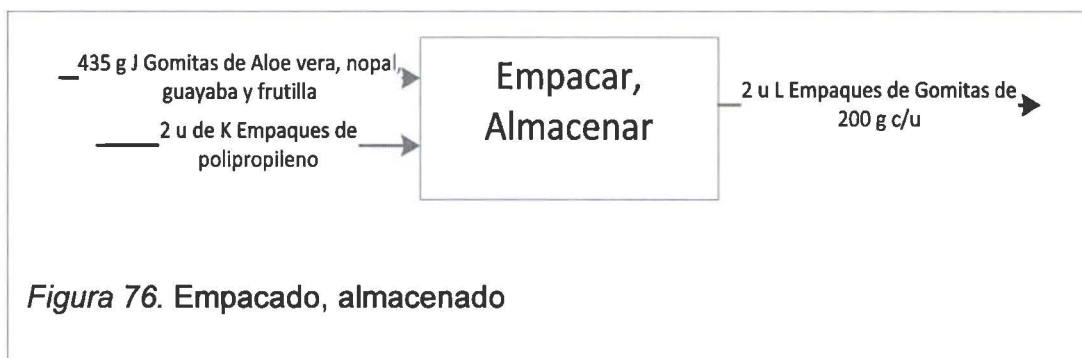 435 g J Gomitas de Aloe vera, nopal,
guayaba y frutilla
2 u de K Empaques de
polipropileno
Empacar,
Almacenar
2 u L Empaques de Gomitas de
200 g c/u
Figura 76. Empacado, almacenado